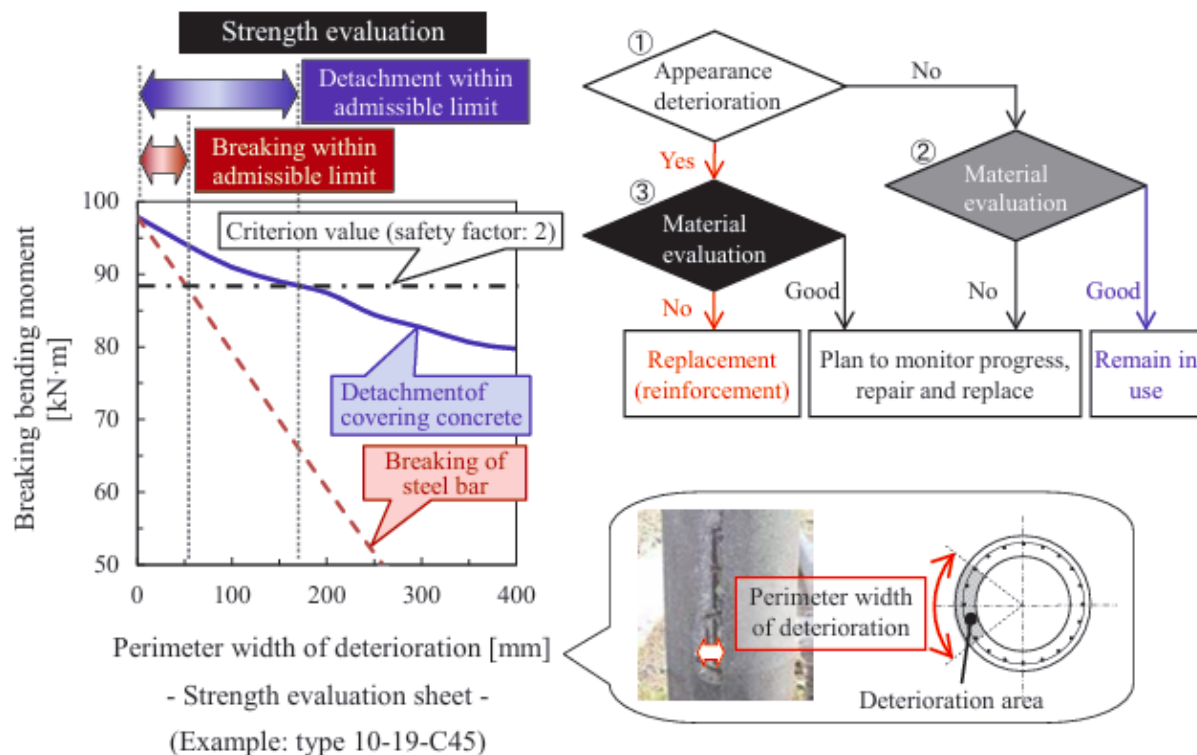 Strength evaluation
Detachment within
admissible limit
Breaking within
admissible limit
100
90
80
70
60
50
0
100
200
300
400
Breaking bending moment
[kN·m]
Criterion value (safety factor: 2)
Detachmentof
covering concrete
Breaking of
steel bar
Perimeter width of deterioration [mm]
- Strength evaluation sheet -
(Example: type 10-19-C45)
①
Appearance
deterioration
No
Yes
②
Material
evaluation
③
Material
evaluation
No
Good
No
Good
Replacement
(reinforcement)
Plan to monitor progress,
repair and replace
Remain in
use
Perimeter width
of deterioration
Deterioration area